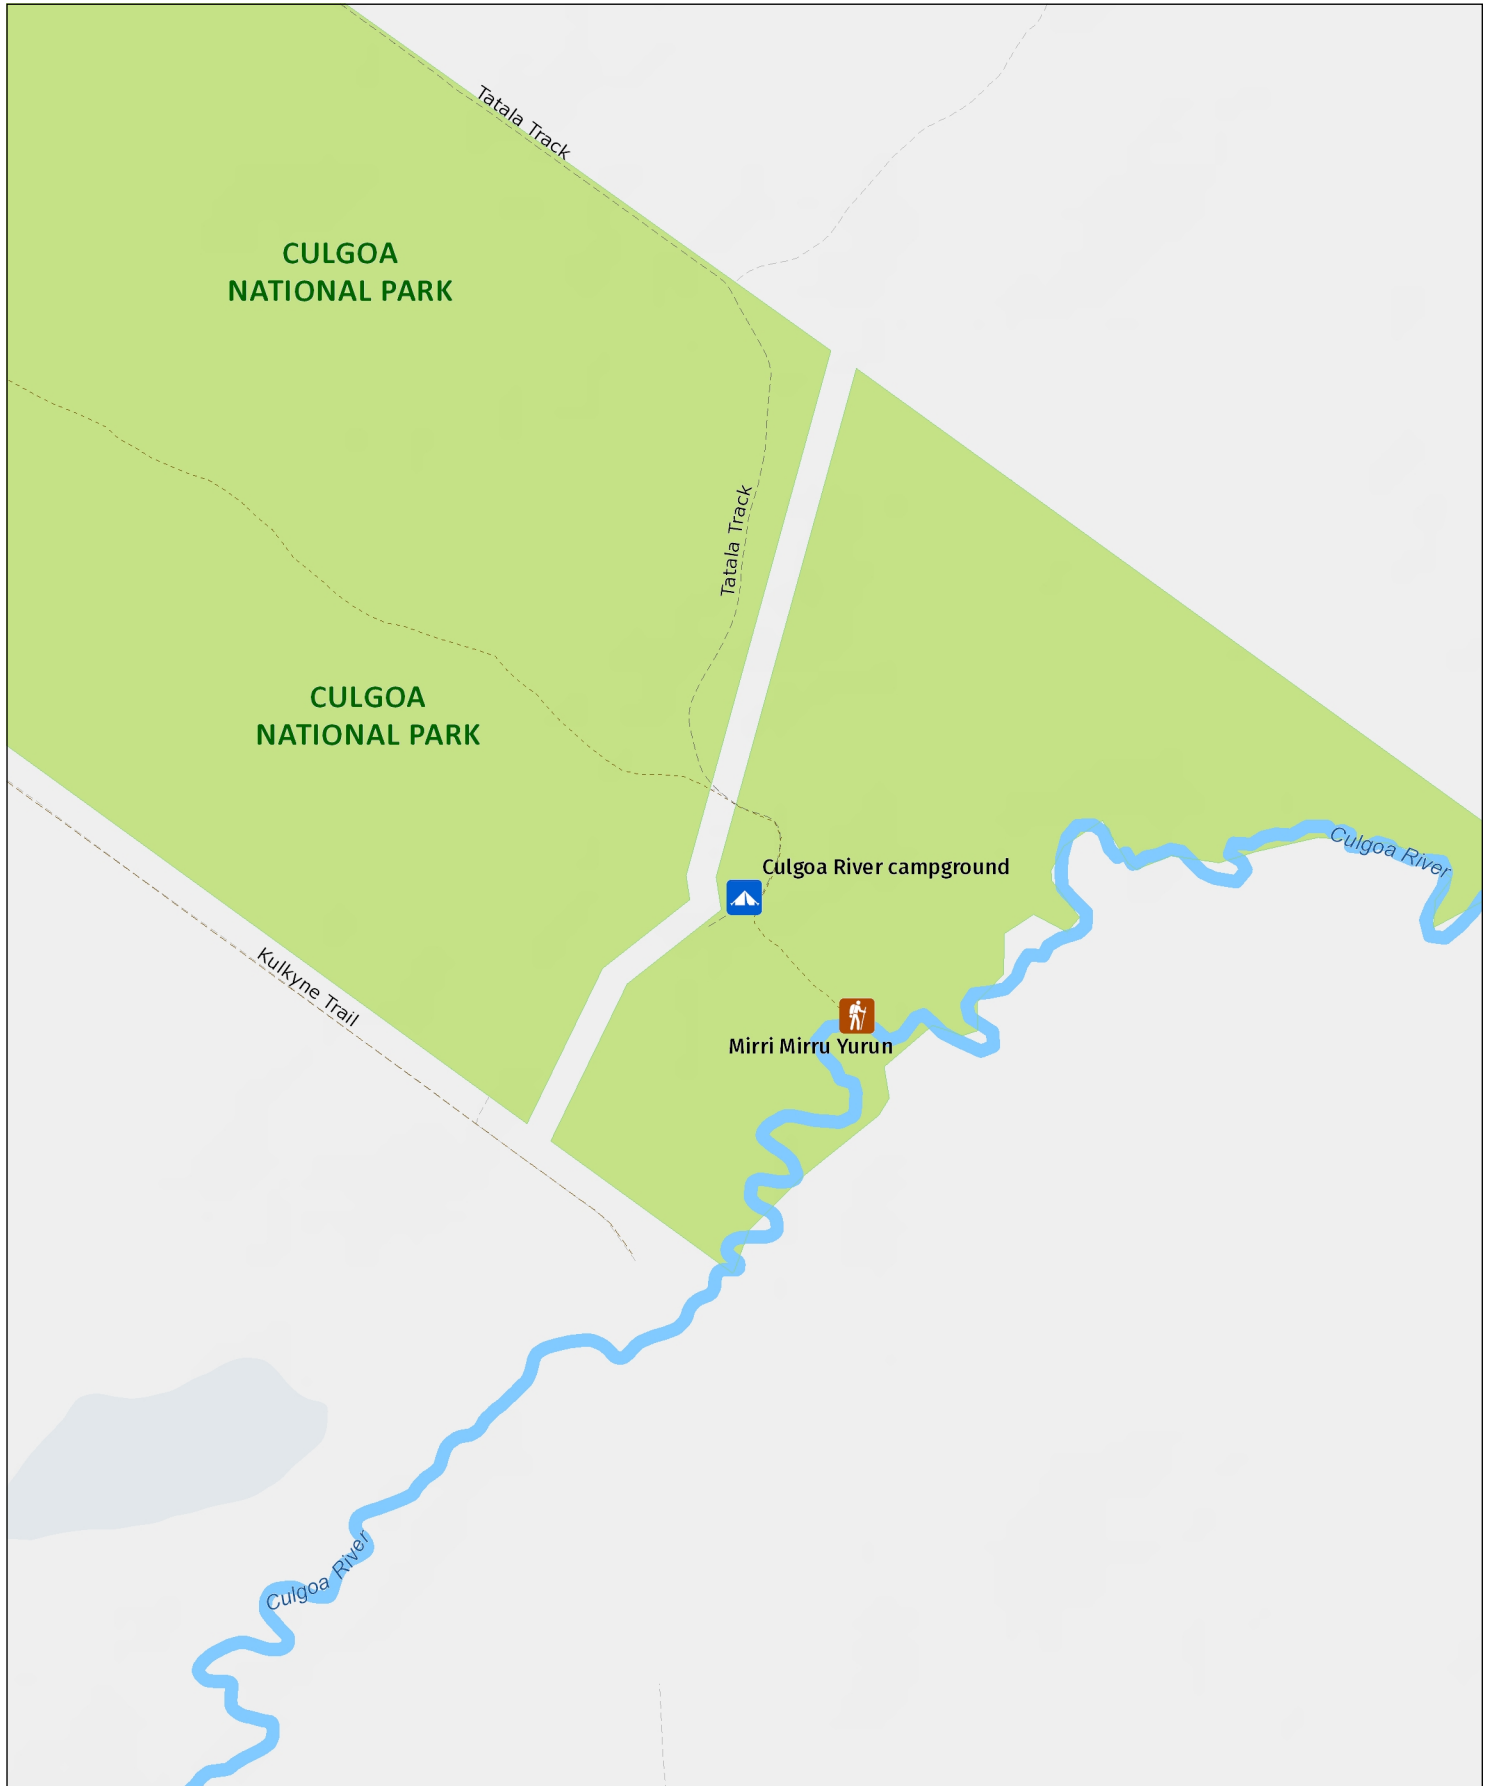 Tatala Track
CULGOA
NATIONAL PARK
Tatala Track
CULGOA
NATIONAL PARK
Culgoa River
Culgoa River campground
Kulkyne Trail
Mirri Mirru Yurun
Culgoa River